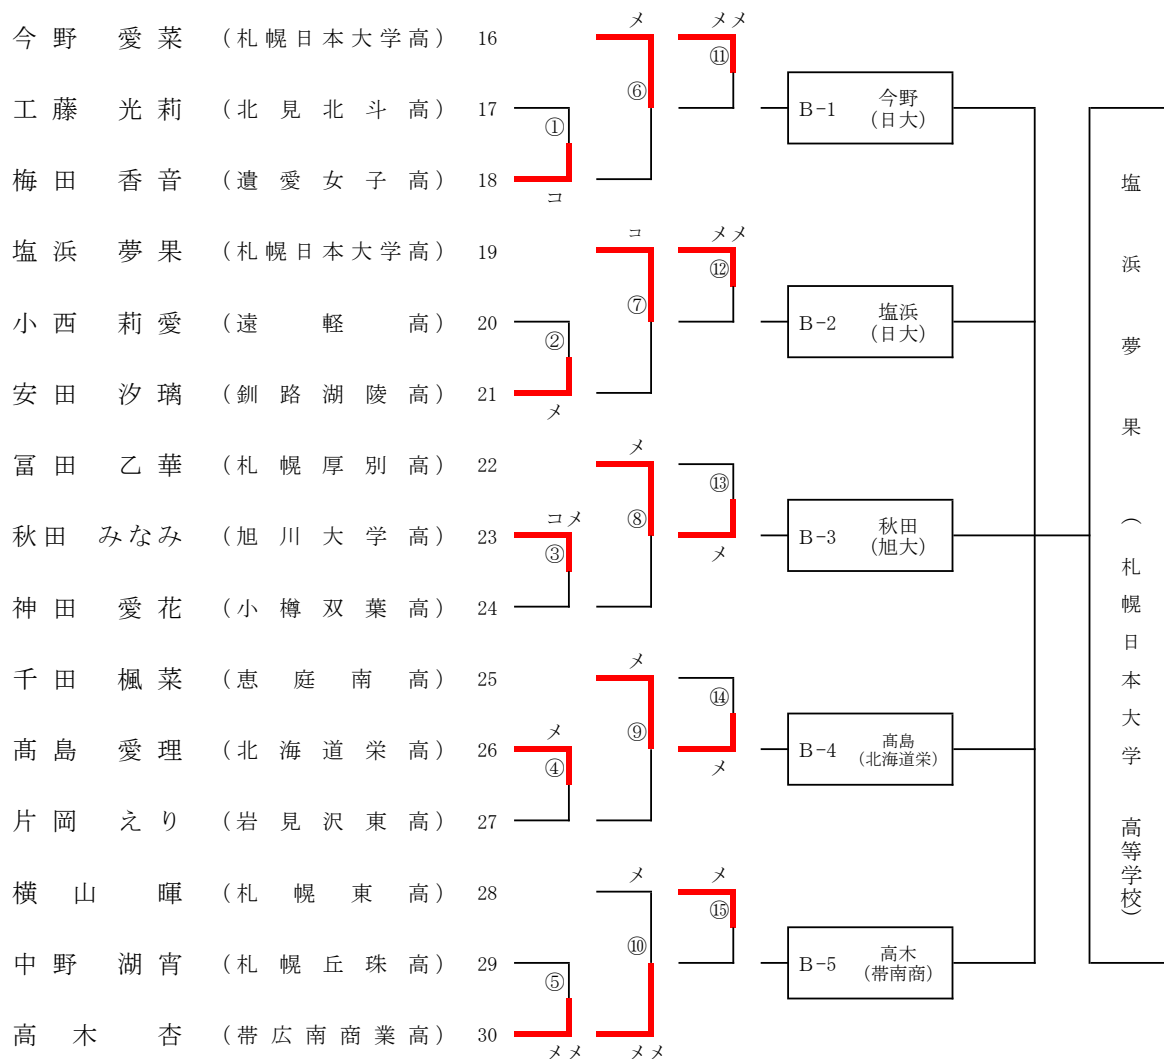 今野 愛菜 （札幌日本大学高） 16
工藤 光莉 （北見北斗高） 17
梅田 香音 （遺愛女子高） 18
塩浜 夢果 （札幌日本大学高） 19
小西 莉愛 （遠軽高） 20
安田 汐璃 （釧路湖陵高） 21
冨田 乙華 （札幌厚別高） 22
秋田 みなみ （旭川大学高） 23
神田 愛花 （小樽双葉高） 24
千田 楓菜 （恵庭南高） 25
髙島 愛理 （北海道栄高） 26
片岡 えり （岩見沢東高） 27
横山 暉 （札幌東高） 28
中野 湖宵 （札幌丘珠高） 29
高木 杏 （帯広南商業高） 30
①
コ
②
メ
コメ
③
メ
④
⑤
メメ
メ
⑥
コ
⑦
メ
⑧
メ
⑨
メ
⑩
メメ
メメ
⑪
メメ
⑫
⑬
メ
⑭
メ
メ
⑮
B-1 今野
(日大)
B-2 塩浜
(日大)
B-3 秋田
(旭大)
B-4 髙島
(北海道栄)
B-5 高木
(帯南商)
塩浜夢果（札幌日本大学 高等学校）